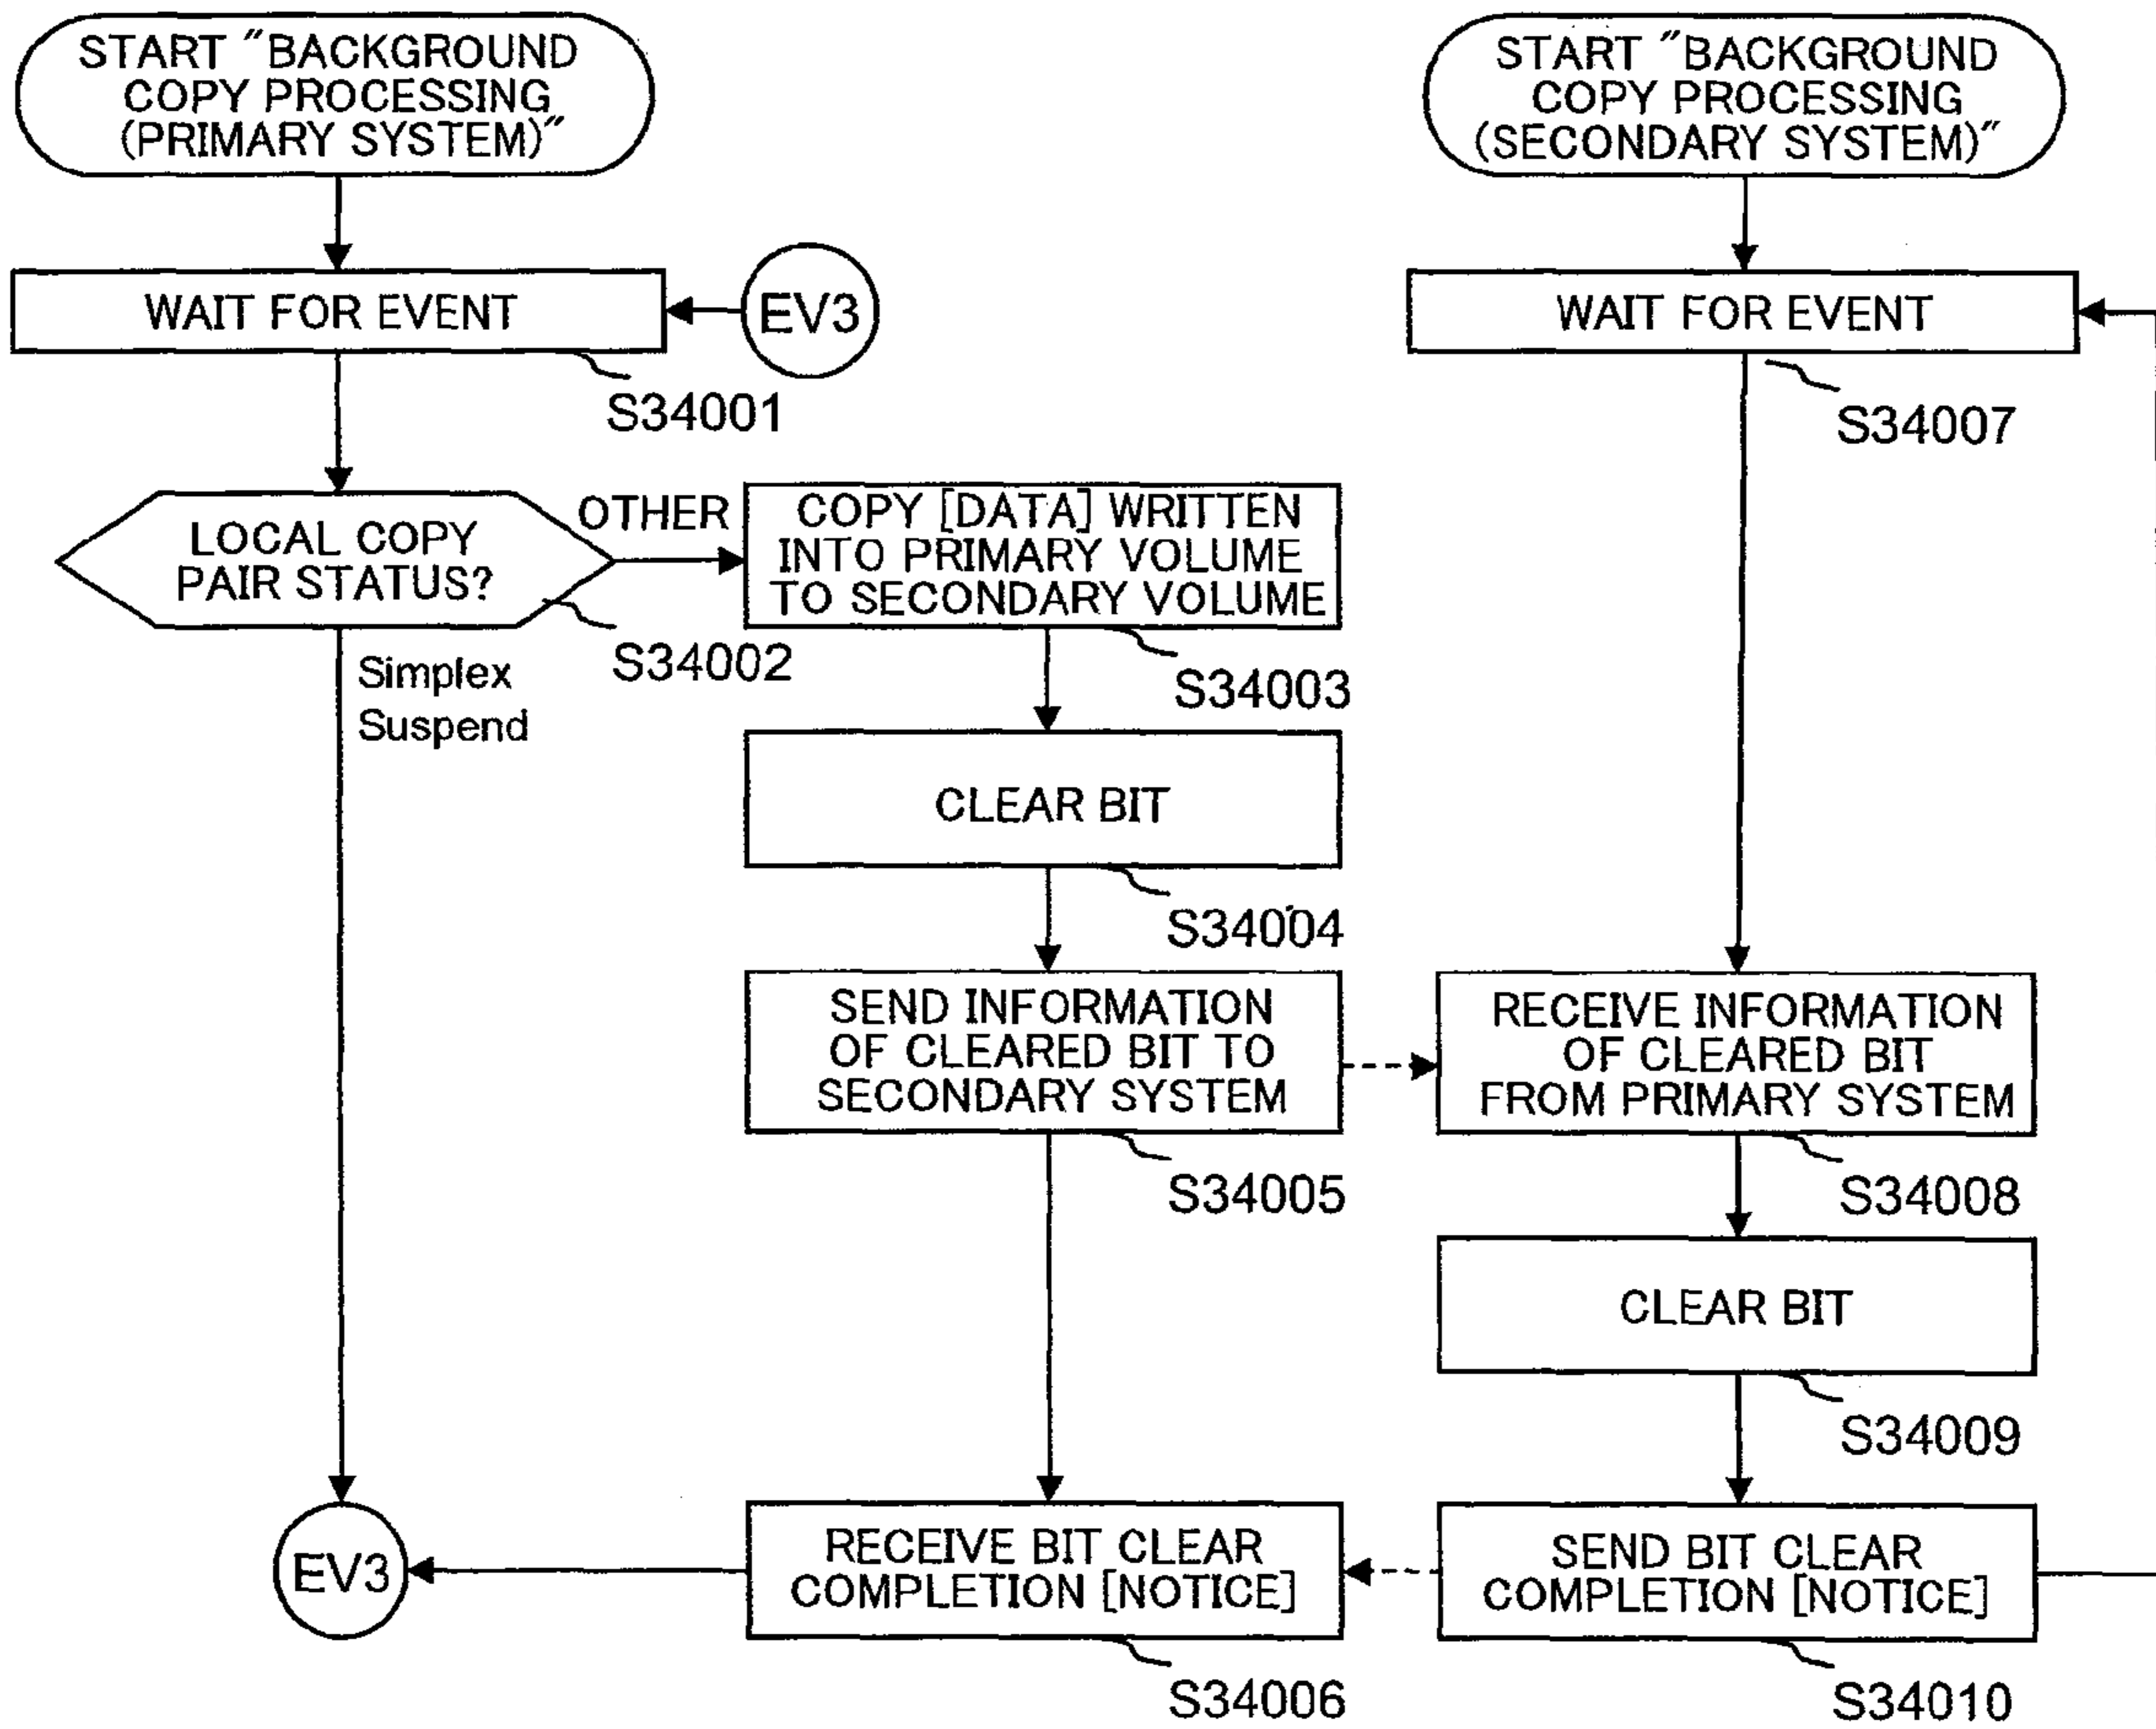 START "BACKGROUND
COPY PROCESSING
(PRIMARY SYSTEM)"
WAIT FOR EVENT
EV3
S34001
LOCAL COPY
PAIR STATUS?
OTHER
S34002
Simplex
Suspend
COPY [DATA] WRITTEN
INTO PRIMARY VOLUME
TO SECONDARY VOLUME
S34003
CLEAR BIT
S34004
SEND INFORMATION
OF CLEARED BIT TO
SECONDARY SYSTEM
S34005
RECEIVE BIT CLEAR
COMPLETION [NOTICE]
S34006
EV3
START "BACKGROUND
COPY PROCESSING
(SECONDARY SYSTEM)"
WAIT FOR EVENT
S34007
RECEIVE INFORMATION
OF CLEARED BIT
FROM PRIMARY SYSTEM
S34008
CLEAR BIT
S34009
SEND BIT CLEAR
COMPLETION [NOTICE]
S34010